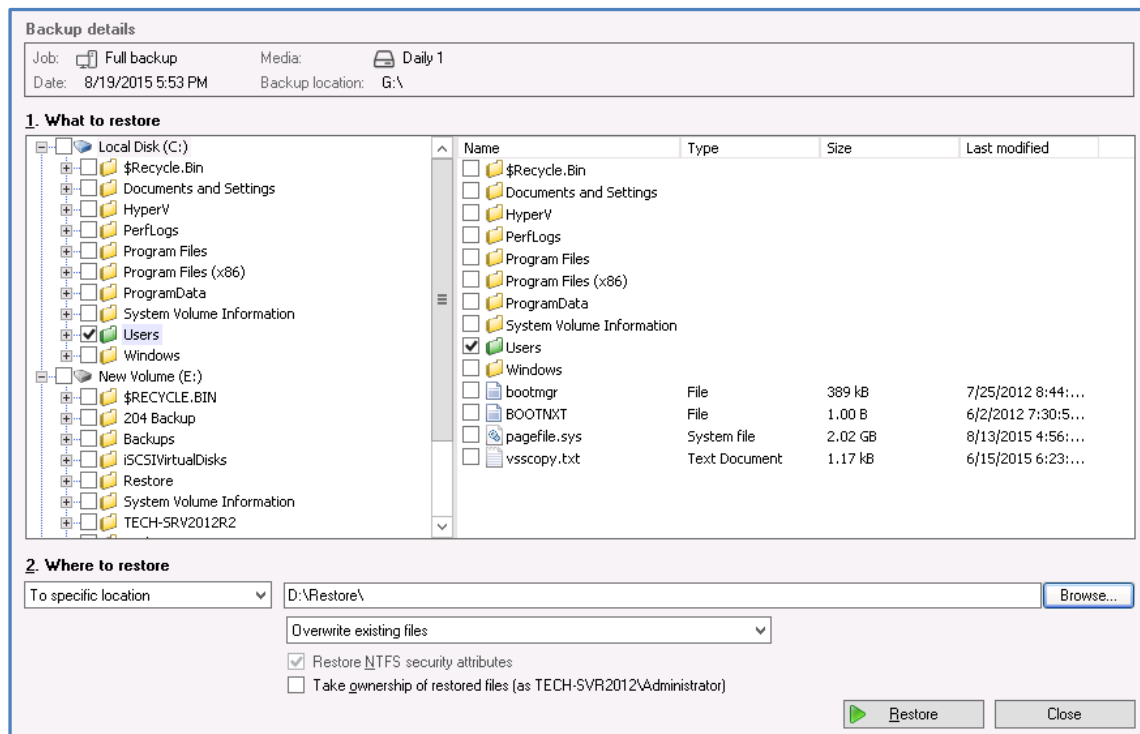 Backup details
Job: Full backup Media: Daily 1
Date: 8/19/2015 5:53 PM Backup location: G:\
1. What to restore
Local Disk (C:)
$Recycle.Bin
Documents and Settings
HyperV
PerfLogs
Program Files
Program Files (x86)
ProgramData
System Volume Information
Users
Windows
New Volume (E:)
$RECYCLE.BIN
204 Backup
Backups
iSCSIVirtualDisks
Restore
System Volume Information
TECH-SRV2012R2
Name Type Size Last modified
$Recycle.Bin
Documents and Settings
HyperV
PerfLogs
Program Files
Program Files (x86)
ProgramData
System Volume Information
Users
Windows
bootmgr File 389 kB 7/25/2012 8:44:...
BOOTNXT File 1.00 B 6/2/2012 7:30:5...
pagefile.sys System file 2.02 GB 8/13/2015 4:56:...
vsscopy.txt Text Document 1.17 kB 6/15/2015 6:23:...
2. Where to restore
To specific location D:\Restore\ Browse...
Overwrite existing files
Restore NTFS security attributes
Take ownership of restored files (as TECH-SVR2012\Administrator)
Restore Close